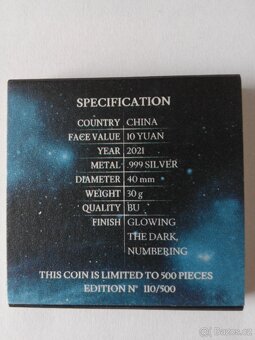 SPECIFICATION
COUNTRY CHINA
FACE VALUE 10 YUAN
YEAR 2021
METAL .999 SILVER
DIAMETER 40 mm
WEIGHT 30 g
QUALITY BU
FINISH GLOWING
THE DARK,
NUMBERING
THIS COIN IS LIMITED TO 500 PIECES
EDITION N° 110/500